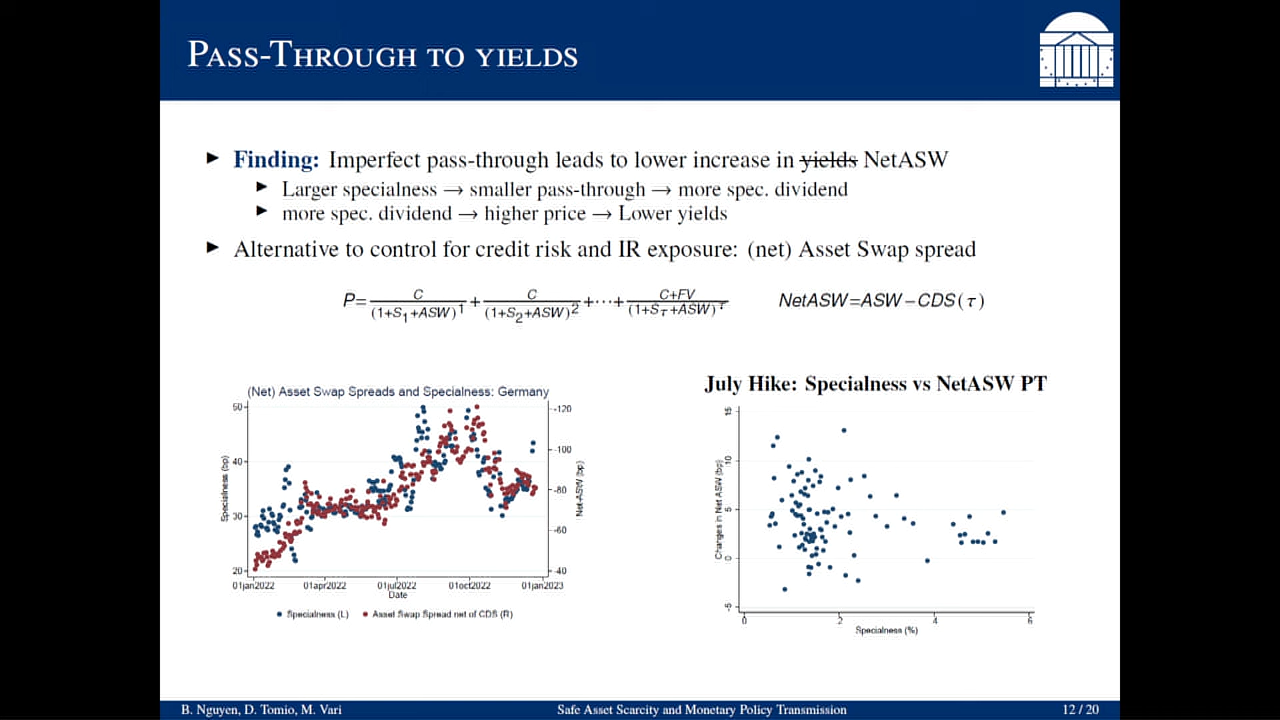 PASS-THROUGH TO YIELDS
► Finding: Imperfect pass-through leads to lower increase in yields NetASW
► Larger specialness → smaller pass-through → more spec. dividend
► more spec. dividend → higher price → Lower yields
► Alternative to control for credit risk and IR exposure: (net) Asset Swap spread
P= C/(1+S1+ASW)^1 + C/(1+S2+ASW)^2 +···+ C+FV/(1+Sτ+ASW)^τ NetASW=ASW−CDS(τ)
(Net) Asset Swap Spreads and Specialness: Germany
Specialness (bp)
50
40
30
20
-120
-100
-80
-60
-40
Net-ASW (bp)
01jan2022 01apr2022 01jul2022 01oct2022 01jan2023
Date
Specialness (L) Asset Swap Spread net of CDS (R)
July Hike: Specialness vs NetASW PT
Changes in Net ASW (bp)
15
10
5
0
-5
0 2 4 6
Specialness (%)
B. Nguyen, D. Tomio, M. Vari Safe Asset Scarcity and Monetary Policy Transmission 12 / 20